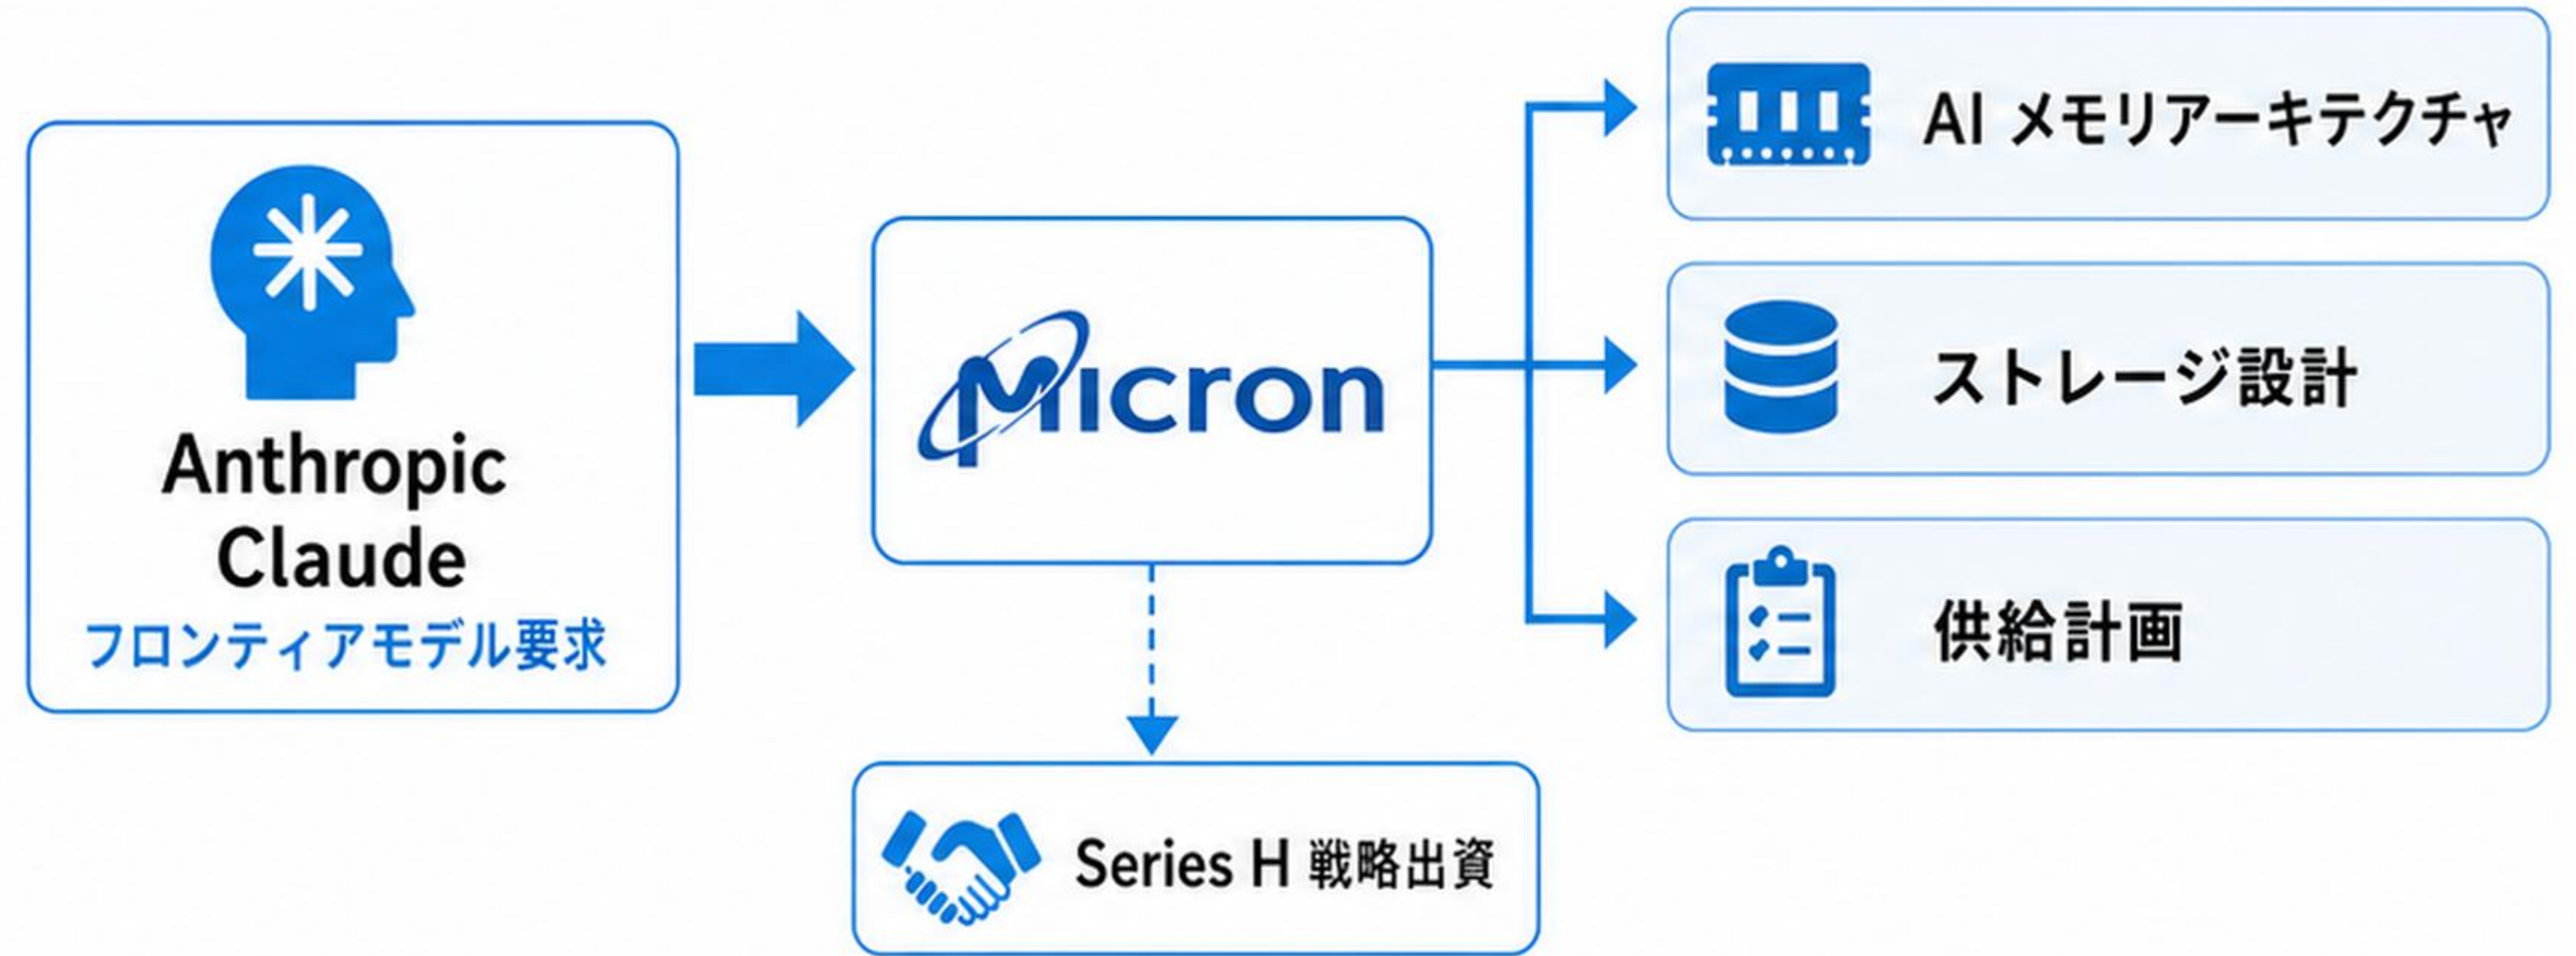 Anthropic
Claude
フロンティアモデル要求
Micron
AI メモリアーキテクチャ
ストレージ設計
供給計画
Series H 戦略出資